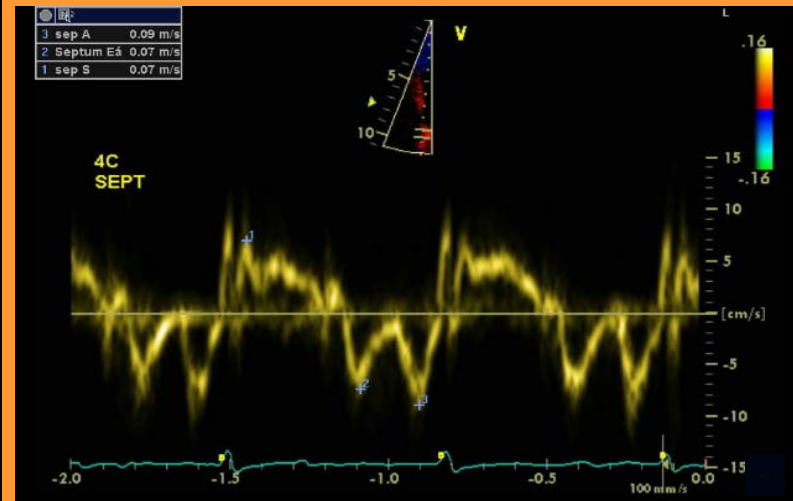 3 sep A 0.09 m/s
2 Septum Eá 0.07 m/s
1 sep S 0.07 m/s
L
V
.16
5
10
4C
SEPT
15
-.16
10
5
1
[cm/s]
2
3
-5
-10
-15
-2.0 -1.5 -1.0 -0.5 0.0
100 mm/s